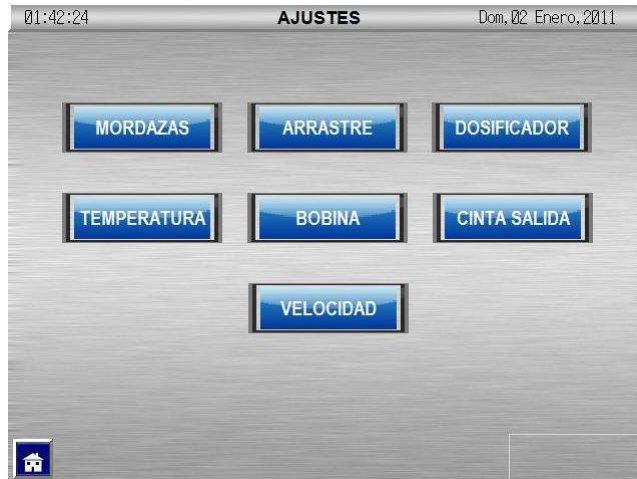 01:42:24 AJUSTES Dom,02 Enero,2011
MORDAZAS ARRASTRE DOSIFICADOR
TEMPERATURA BOBINA CINTA SALIDA
VELOCIDAD